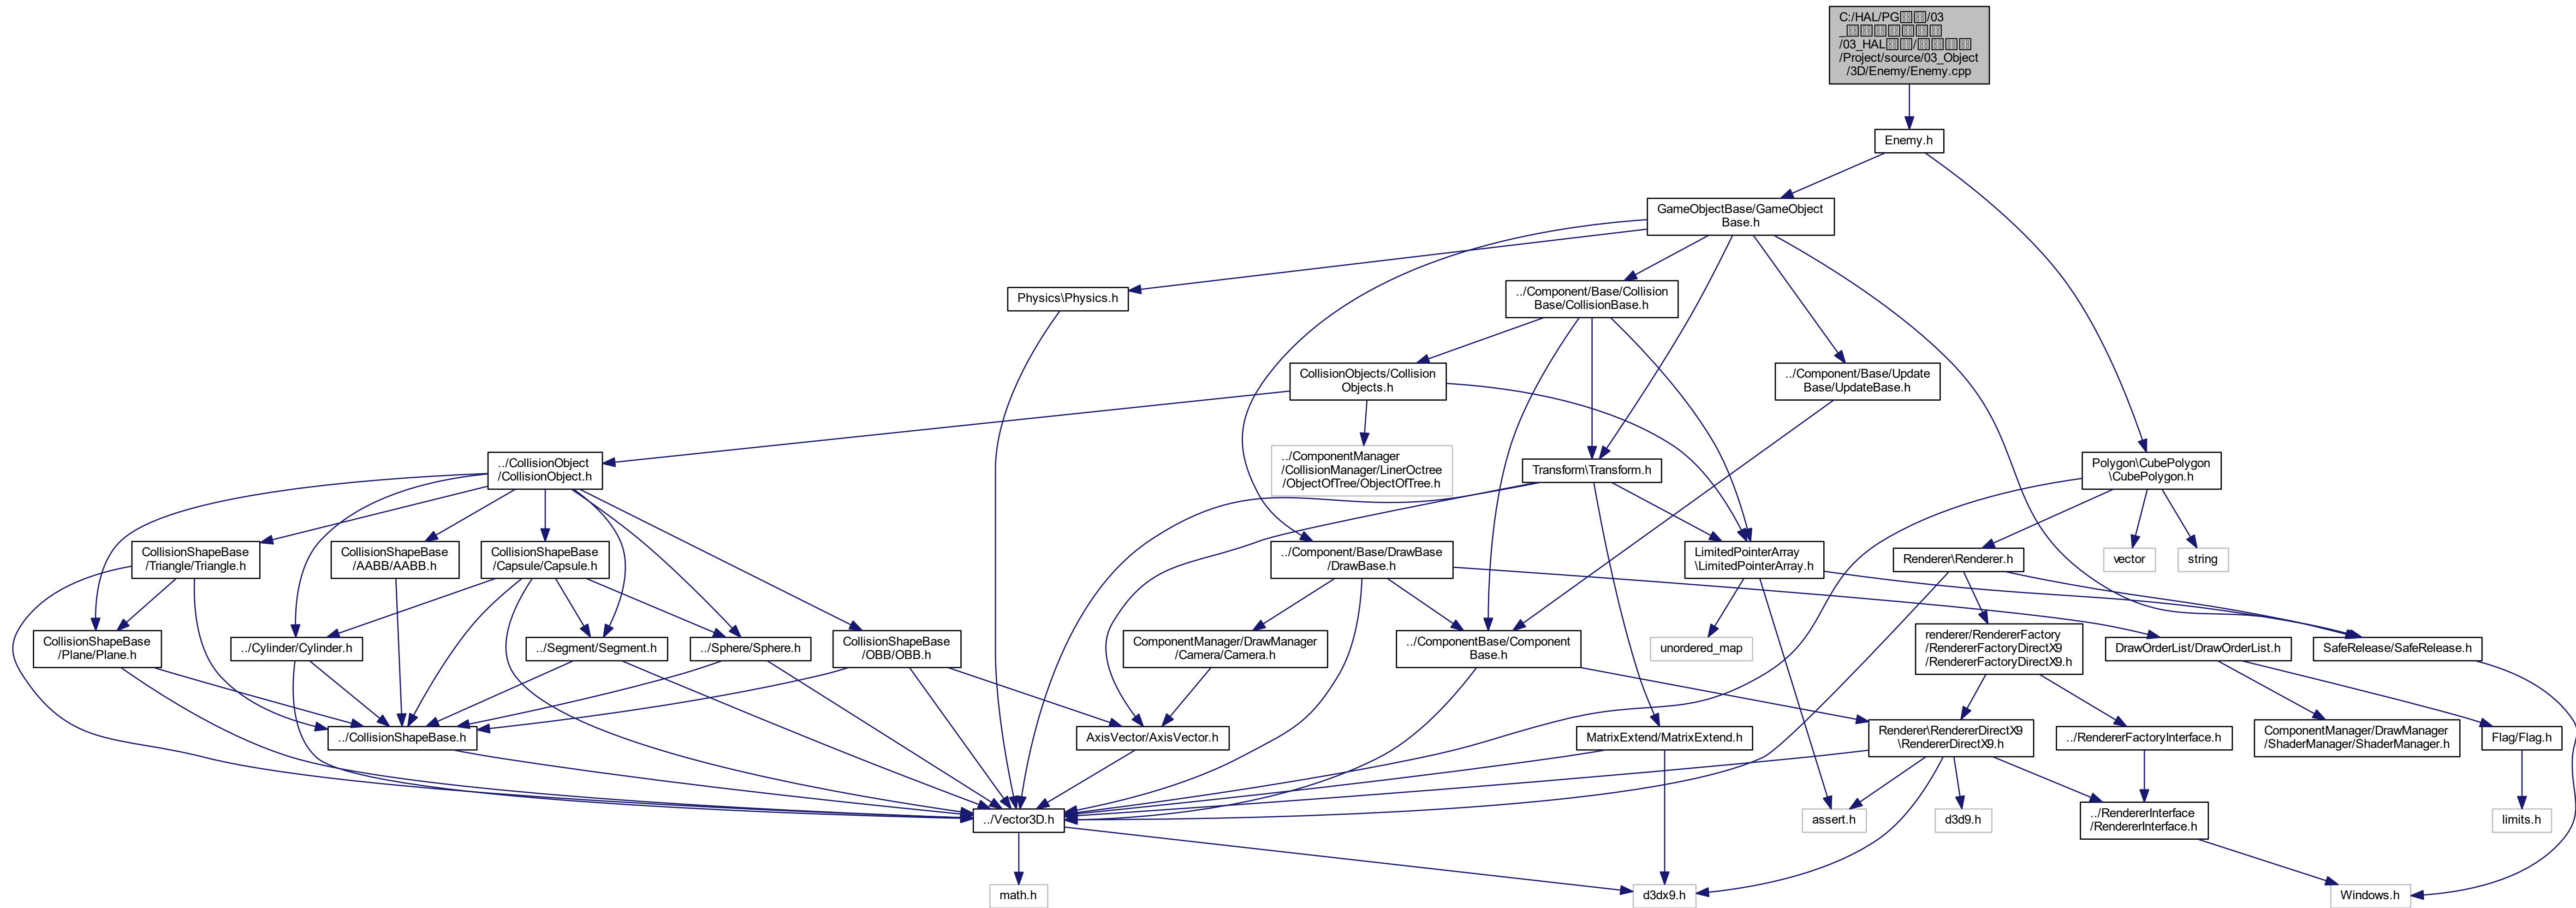 C:/HAL/PG/03
_
/03_HAL/
/Project/source/03_Object
/3D/Enemy/Enemy.cpp
Enemy.h
GameObjectBase/GameObject
Base.h
Physics\Physics.h
../Component/Base/Collision
Base/CollisionBase.h
CollisionObjects/Collision
Objects.h
../Component/Base/Update
Base/UpdateBase.h
../CollisionObject
/CollisionObject.h
../ComponentManager
/CollisionManager/LinerOctree
/ObjectOfTree/ObjectOfTree.h
Transform\Transform.h
Polygon\CubePolygon
\CubePolygon.h
CollisionShapeBase
/Triangle/Triangle.h
CollisionShapeBase
/AABB/AABB.h
CollisionShapeBase
/Capsule/Capsule.h
../Component/Base/DrawBase
/DrawBase.h
LimitedPointerArray
\LimitedPointerArray.h
Renderer\Renderer.h
vector
string
CollisionShapeBase
/Plane/Plane.h
../Cylinder/Cylinder.h
../Segment/Segment.h
../Sphere/Sphere.h
CollisionShapeBase
/OBB/OBB.h
ComponentManager/DrawManager
/Camera/Camera.h
../ComponentBase/Component
Base.h
unordered_map
renderer/RendererFactory
/RendererFactoryDirectX9
/RendererFactoryDirectX9.h
DrawOrderList/DrawOrderList.h
SafeRelease/SafeRelease.h
../CollisionShapeBase.h
AxisVector/AxisVector.h
MatrixExtend/MatrixExtend.h
Renderer\RendererDirectX9
\RendererDirectX9.h
../RendererFactoryInterface.h
ComponentManager/DrawManager
/ShaderManager/ShaderManager.h
Flag/Flag.h
../Vector3D.h
assert.h
d3d9.h
../RendererInterface
/RendererInterface.h
limits.h
math.h
d3dx9.h
Windows.h